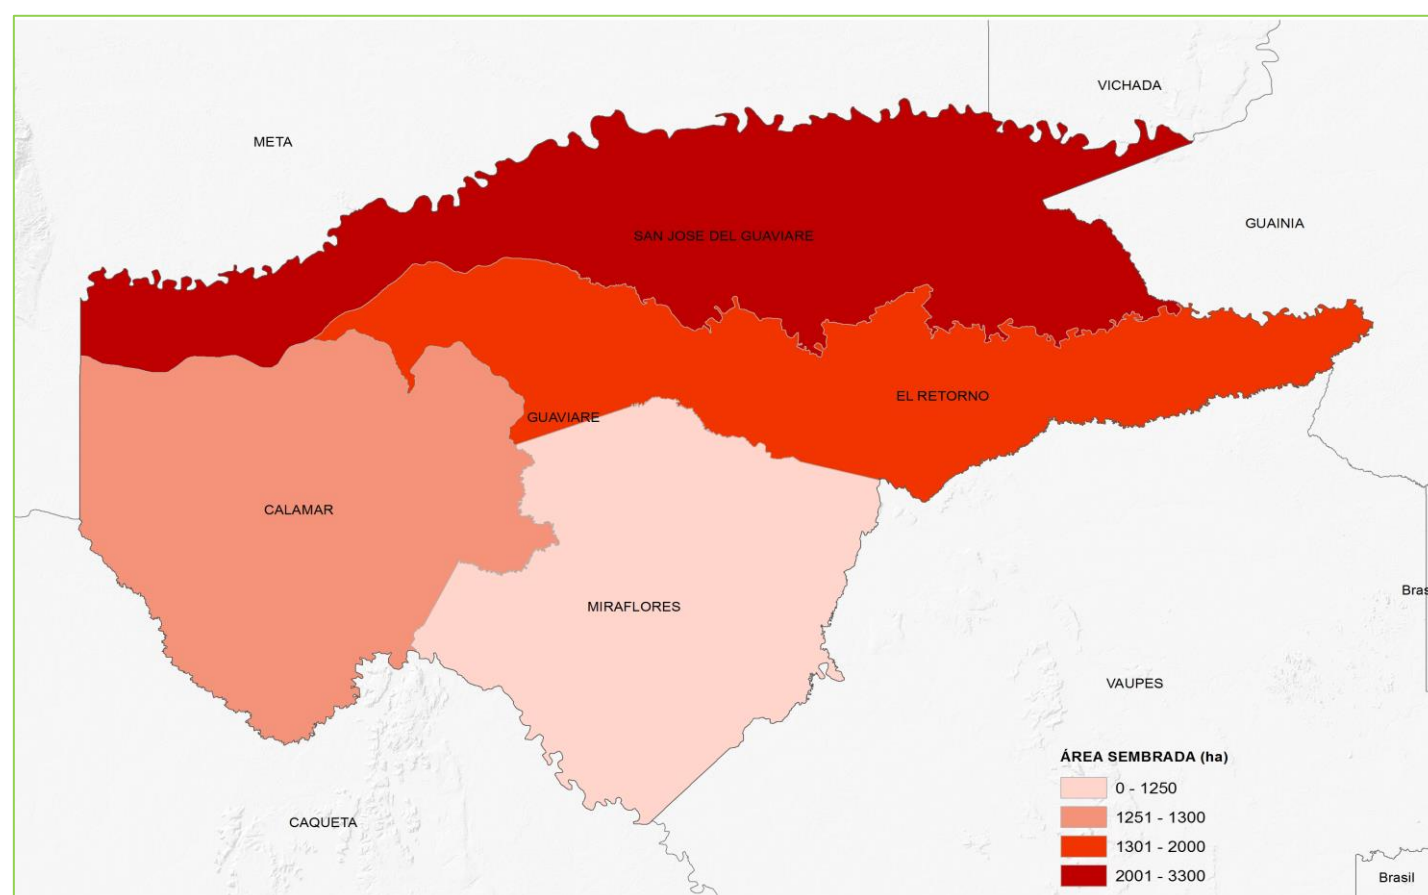 VICHADA
META
GUAINIA
SAN JOSE DEL GUAVIARE
EL RETORNO
GUAVIARE
CALAMAR
Bras
MIRAFLORES
VAUPES
ÁREA SEMBRADA (ha)
0 - 1250
1251 - 1300
CAQUETA
1301 - 2000
2001 - 3300
Brasil